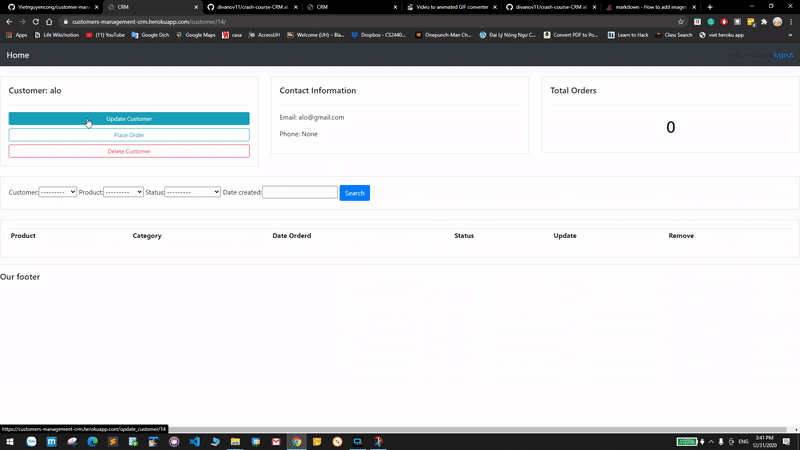 Vietnguyencong/customer-man
CRM
divanov11/crash-course-CRM at
CRM
Video to animated GIF converter
divanov11/crash-course-CRM at
markdown - How to add images
customers-management-crm.herokuapp.com/customer/14/
Apps
Life Wiki/notion
(11) YouTube
Google Dịch
Google Maps
casa
AccessUH
Welcome (UH) – Bla...
Dropbox - CS2440...
Onepunch-Man Ch...
Đại Lý Nông Ngư C...
Convert PDF to Po...
Learn to Hack
Class Search
viet heroku app
Home
logout
Customer: alo
Update Customer
Place Order
Delete Customer
Contact Information
Email: alo@gmail.com
Phone: None
Total Orders
0
Customer: --------- Product: --------- Status: --------- Date created: Search
Product Category Date Orderd Status Update Remove
Our footer
https://customers-management-crm.herokuapp.com/update_customer/14
ENG
3:41 PM
12/31/2020